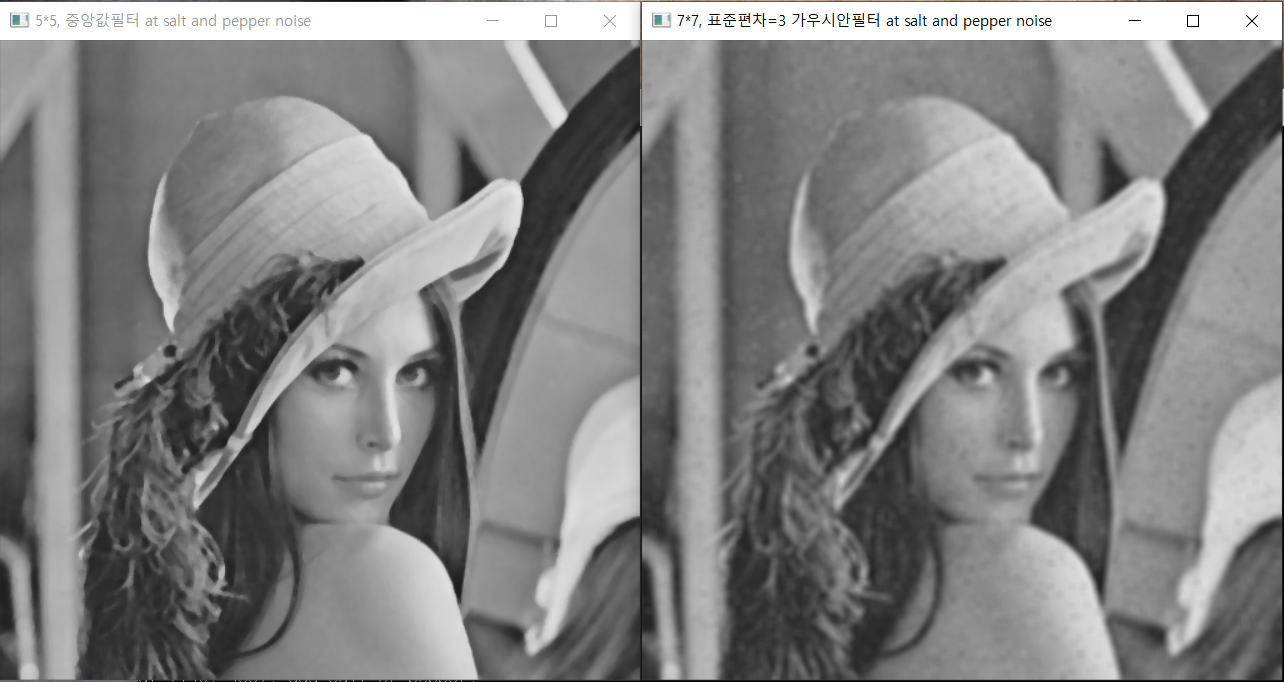 5*5, 중앙값필터 at salt and pepper noise
7*7, 표준편차=3 가우시안필터 at salt and pepper noise